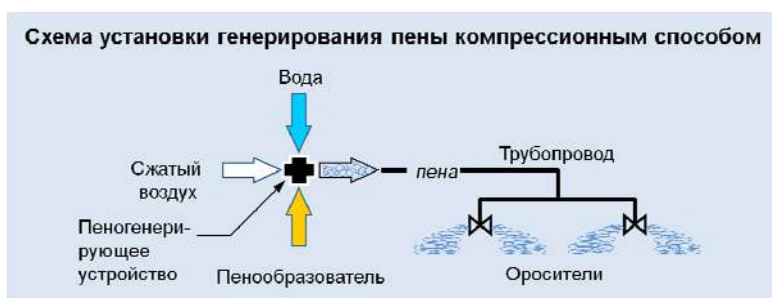 Схема установки генерирования пены компрессионным способом
Вода
Сжатый
воздух
пена
Трубопровод
Пеногенери-
рующее
устройство
Пенообразователь
Оросители